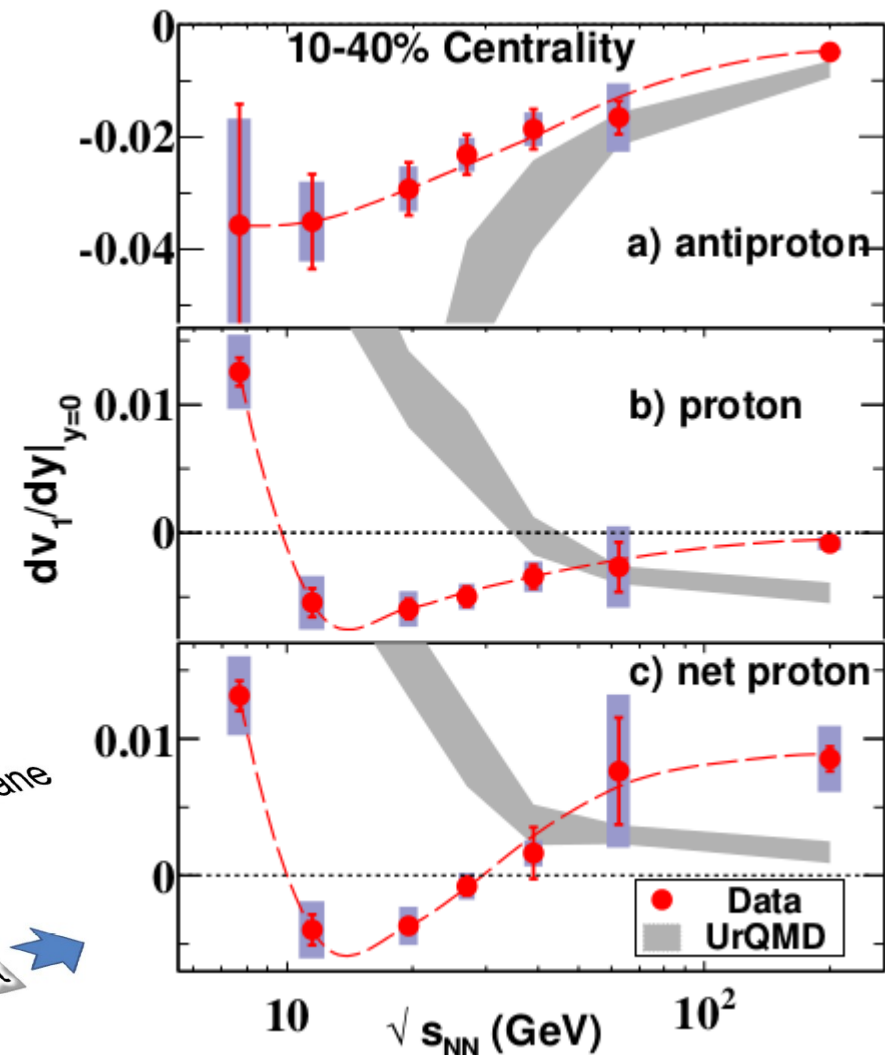 10-40% Centrality
0
-0.02
-0.04
a) antiproton
0.01
0
b) proton
dv₁/dy|y=0
c) net proton
0.01
0
Data
UrQMD
10
10²
√ sNN (GeV)